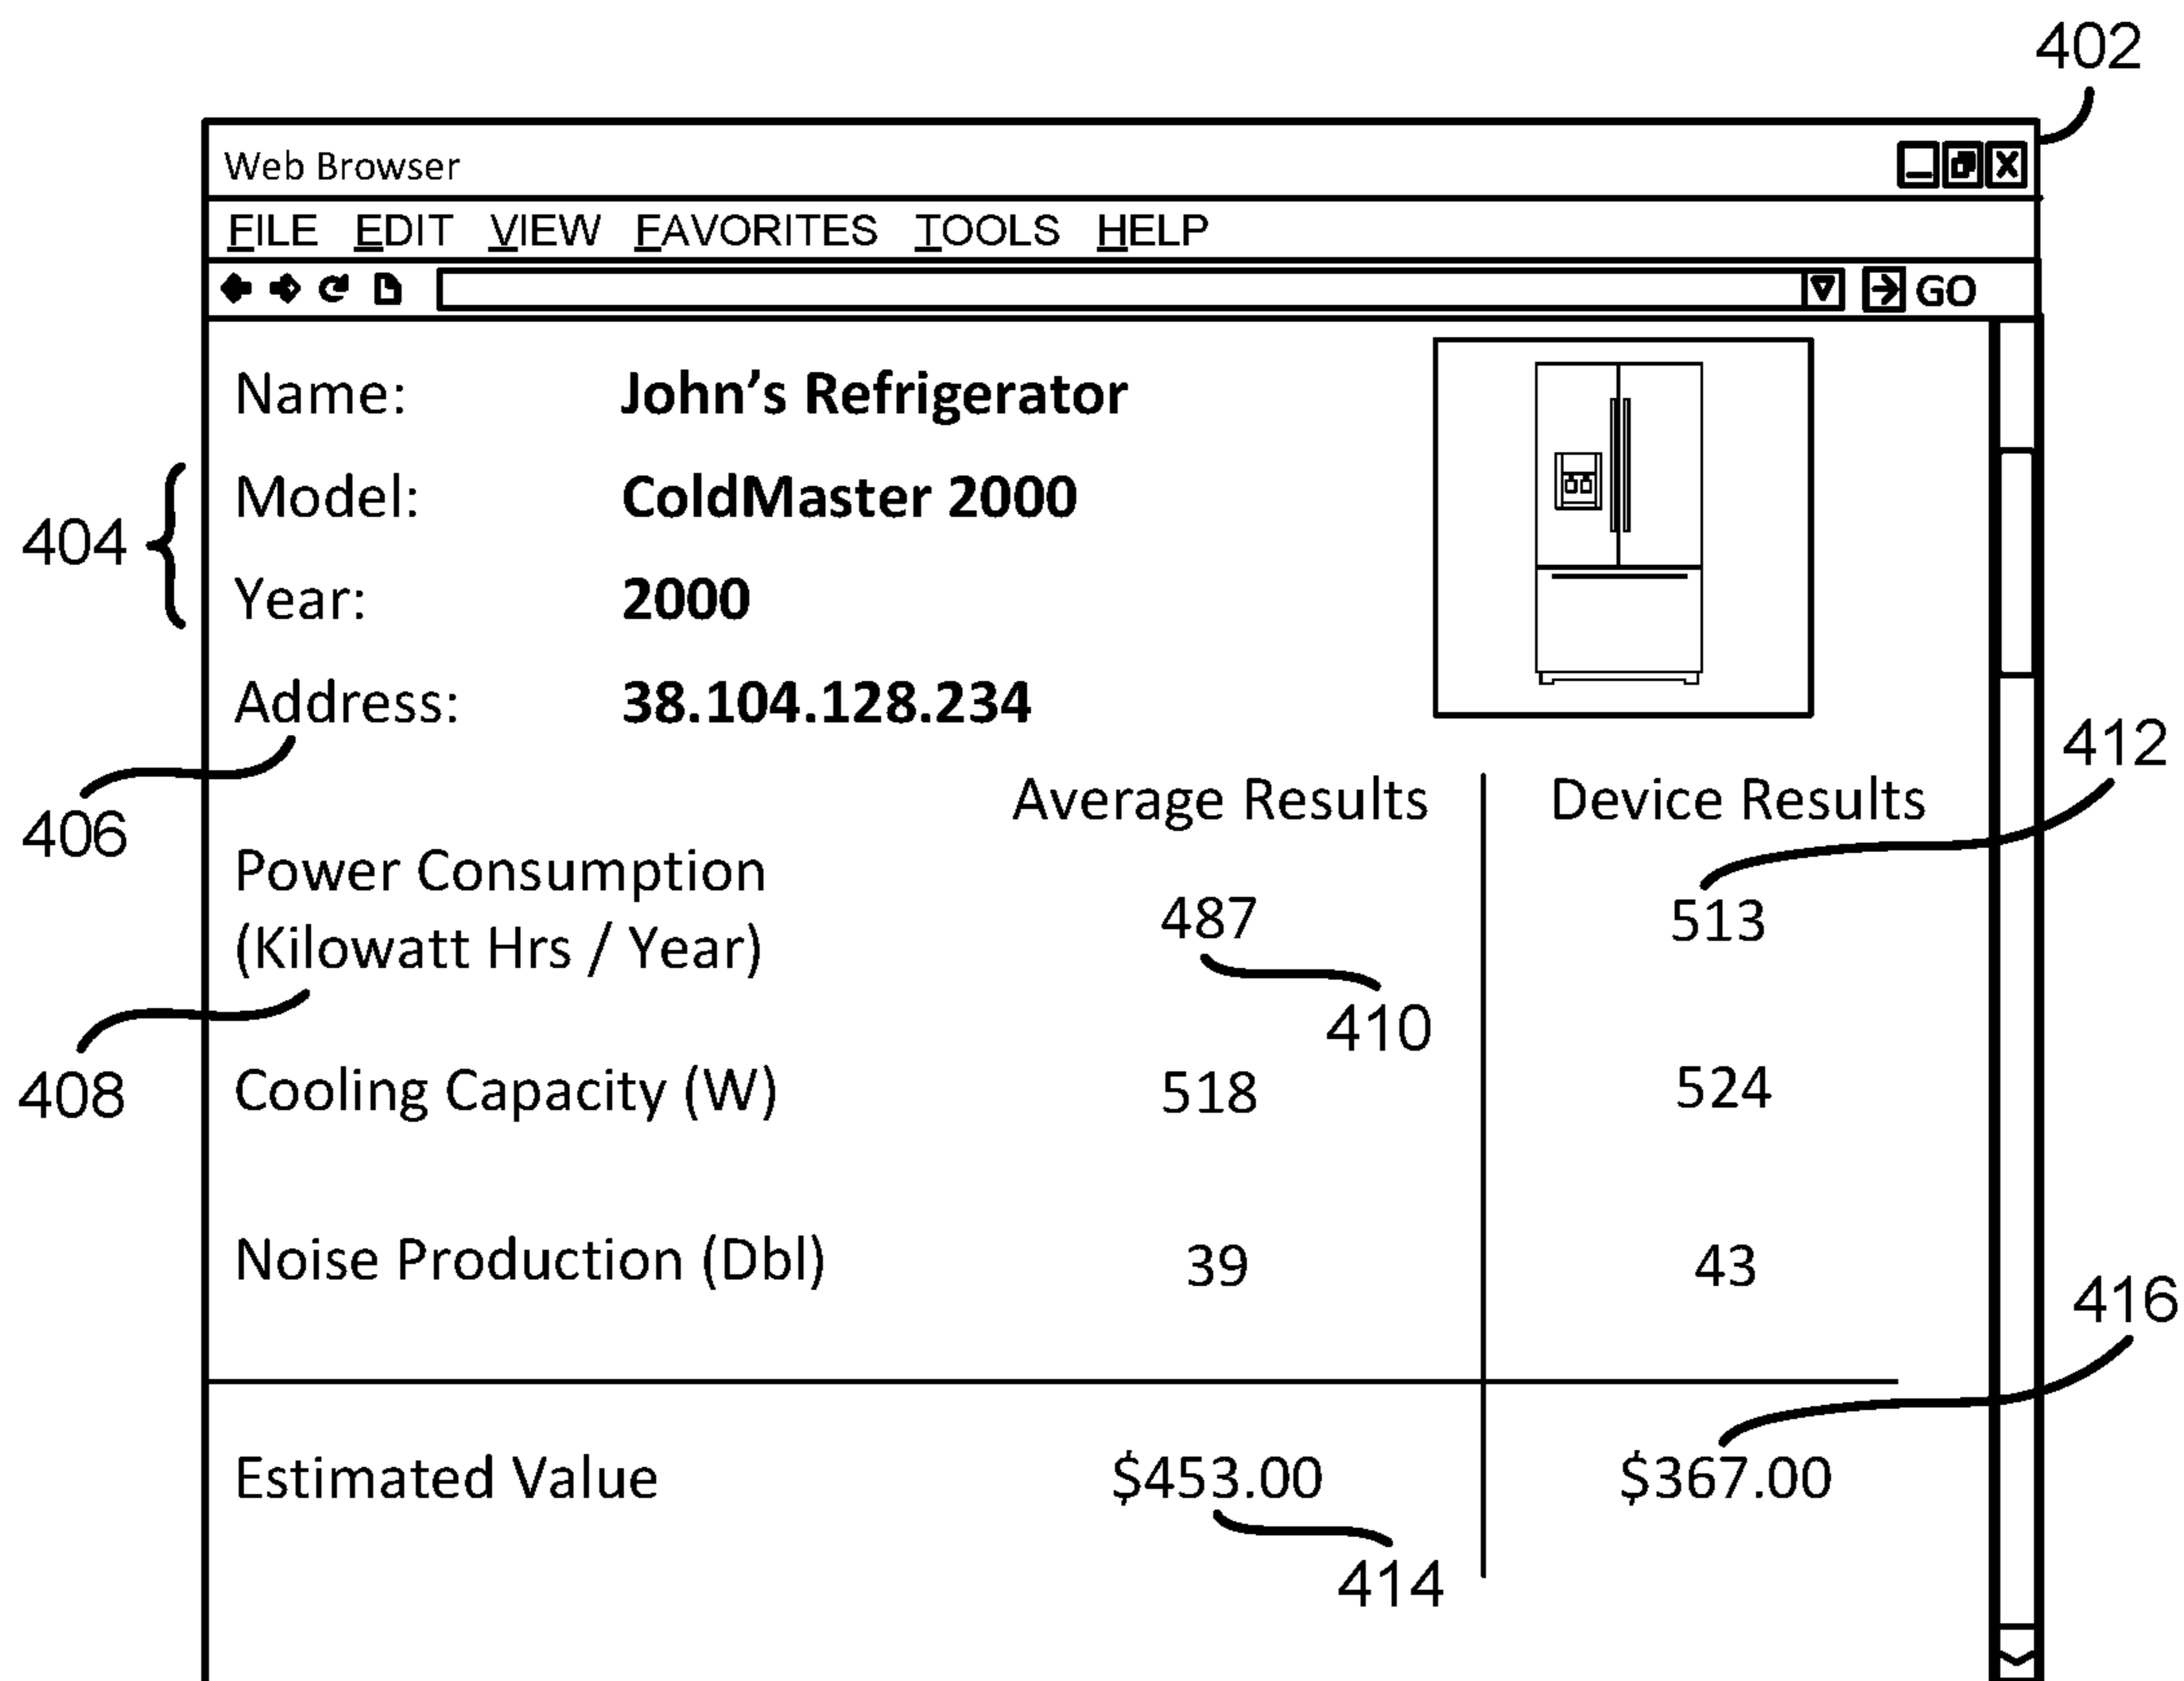 402
Web Browser
FILE EDIT VIEW FAVORITES TOOLS HELP
GO
Name: John's Refrigerator
404
Model: ColdMaster 2000
Year: 2000
Address: 38.104.128.234
406
412
Average Results Device Results
Power Consumption
(Kilowatt Hrs / Year) 487 513
410
408
Cooling Capacity (W) 518 524
Noise Production (Dbl) 39 43
416
Estimated Value $453.00 $367.00
414